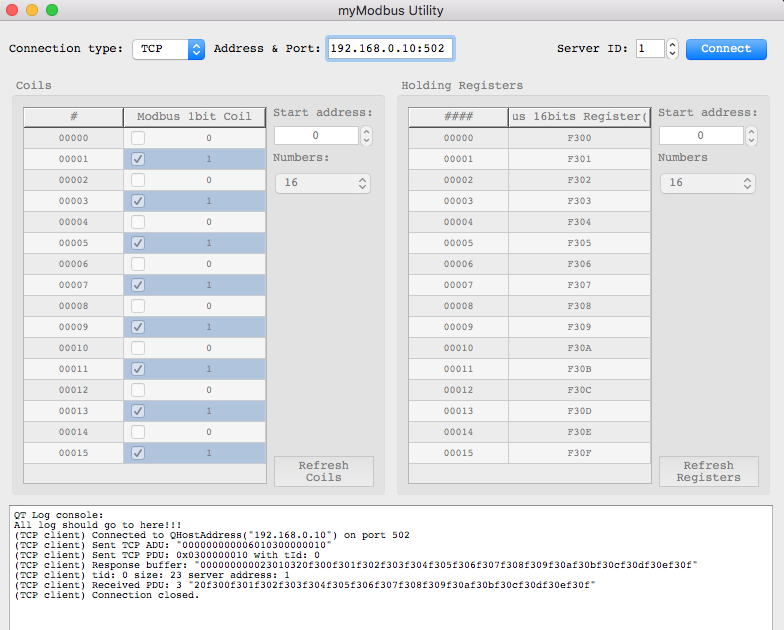 myModbus Utility
Connection type: TCP Address & Port: 192.168.0.10:502 Server ID: 1 Connect
Coils
# Modbus 1bit Coil
00000 0
00001 1
00002 0
00003 1
00004 0
00005 1
00006 0
00007 1
00008 0
00009 1
00010 0
00011 1
00012 0
00013 1
00014 0
00015 1
Start address:
0
Numbers:
16
Refresh
Coils
Holding Registers
#### us 16bits Register(
00000 F300
00001 F301
00002 F302
00003 F303
00004 F304
00005 F305
00006 F306
00007 F307
00008 F308
00009 F309
00010 F30A
00011 F30B
00012 F30C
00013 F30D
00014 F30E
00015 F30F
Start address:
0
Numbers
16
Refresh
Registers
QT Log console:
All log should go to here!!!
(TCP client) Connected to QHostAddress("192.168.0.10") on port 502
(TCP client) Sent TCP ADU: "000000000006010300000010"
(TCP client) Sent TCP PDU: 0x0300000010 with tId: 0
(TCP client) Response buffer: "000000000023010320f300f301f302f303f304f305f306f307f308f309f30af30bf30cf30df30ef30f"
(TCP client) tid: 0 size: 23 server address: 1
(TCP client) Received PDU: 3 "20f300f301f302f303f304f305f306f307f308f309f30af30bf30cf30df30ef30f"
(TCP client) Connection closed.